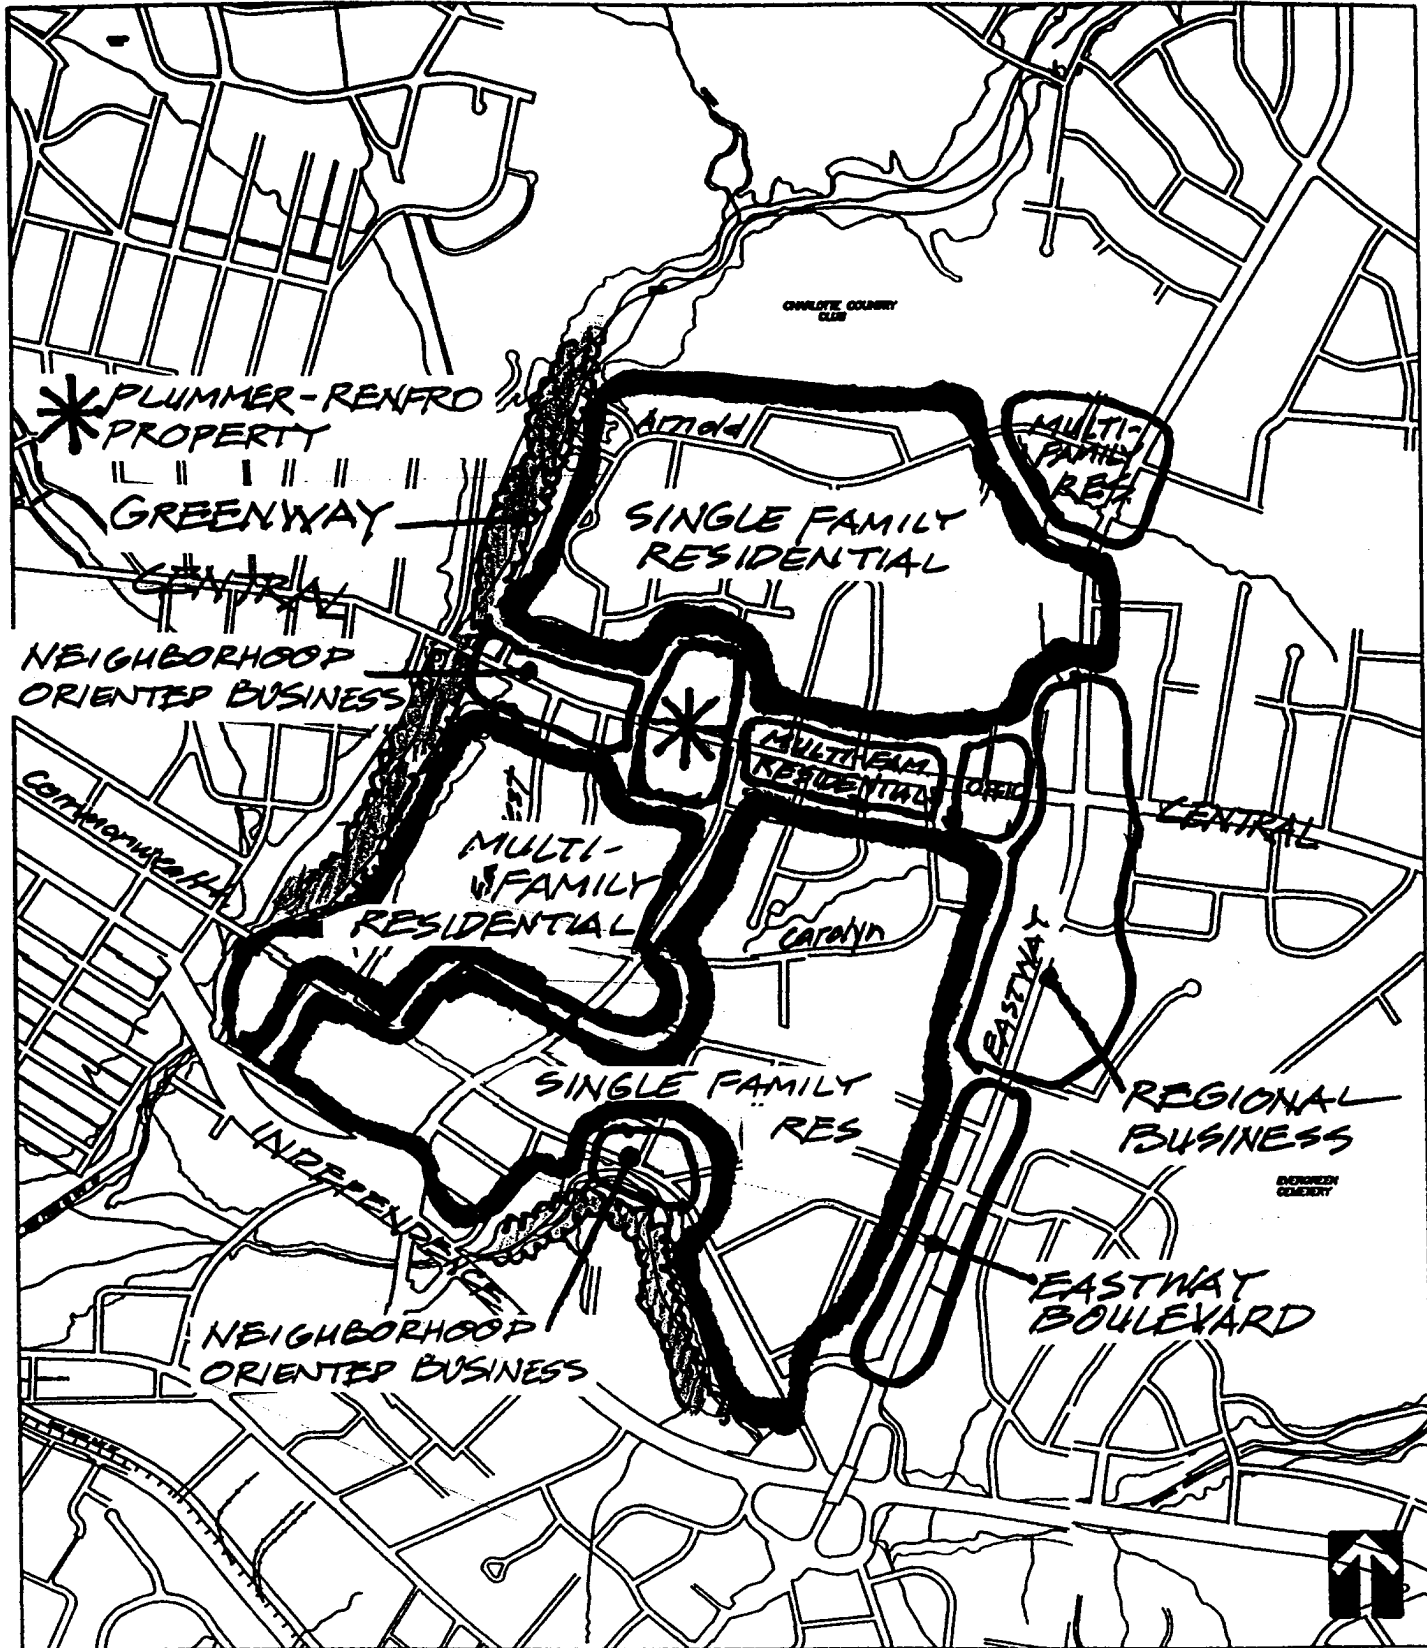 CHARLOTTE COUNTRY
CLUB
PLUMMER-RENFRO
PROPERTY
Arnold
MULTI-
FAMILY
RES.
GREENWAY
SINGLE FAMILY
RESIDENTIAL
CENTRAL
NEIGHBORHOOD
ORIENTED BUSINESS
MULTI-FAM.
RESIDENTIAL
OFFIC
Commonwealth
CENTRAL
MULTI-
FAMILY
RESIDENTIAL
Carolyn
EASTWAY
SINGLE FAMILY
RES
REGIONAL
BUSINESS
INDEPENDENCE
EVERGREEN
CEMETERY
EASTWAY
BOULEVARD
NEIGHBORHOOD
ORIENTED BUSINESS